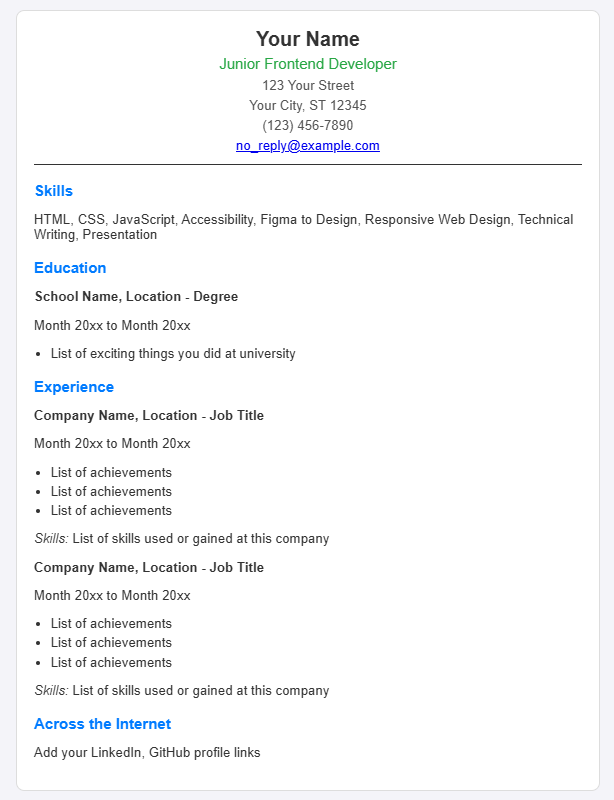 Your Name
Junior Frontend Developer
123 Your Street
Your City, ST 12345
(123) 456-7890
no_reply@example.com
Skills
HTML, CSS, JavaScript, Accessibility, Figma to Design, Responsive Web Design, Technical
Writing, Presentation
Education
School Name, Location - Degree
Month 20xx to Month 20xx
• List of exciting things you did at university
Experience
Company Name, Location - Job Title
Month 20xx to Month 20xx
• List of achievements
• List of achievements
• List of achievements
Skills: List of skills used or gained at this company
Company Name, Location - Job Title
Month 20xx to Month 20xx
• List of achievements
• List of achievements
• List of achievements
Skills: List of skills used or gained at this company
Across the Internet
Add your LinkedIn, GitHub profile links